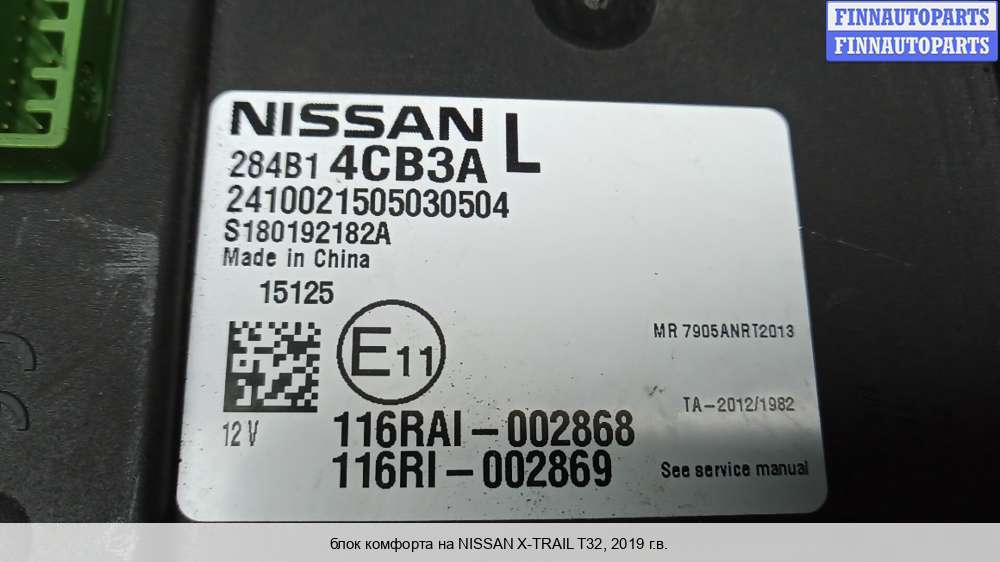 FINNAUTOPARTS
FINNAUTOPARTS
NISSAN L
284B1 4CB3A
2410021505030504
S180192182A
Made in China
15125
E11
MR 7905ANRT2013
TA-2012/1982
12 V
116RAI-002868
116RI-002869
See service manual
блок комфорта на NISSAN X-TRAIL T32, 2019 г.в.